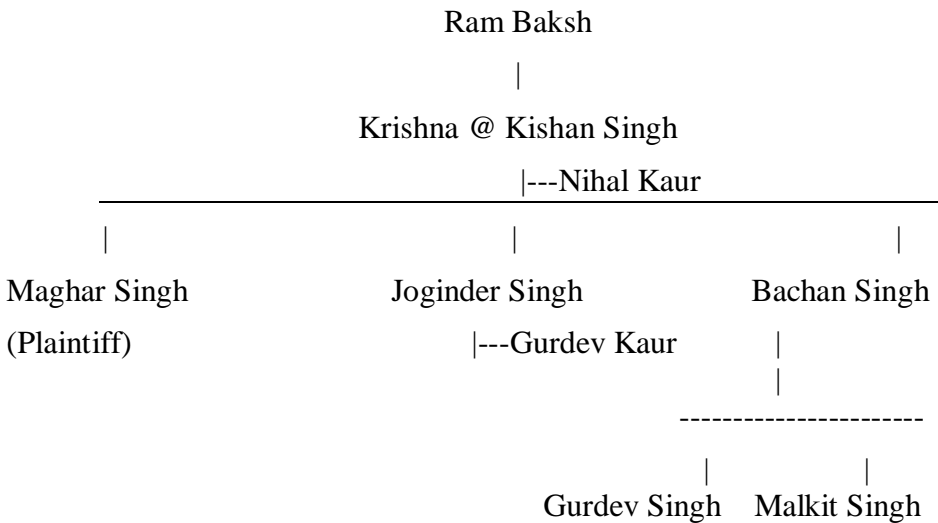 Ram Baksh
|
Krishna @ Kishan Singh
|---Nihal Kaur
| | |
Maghar Singh Joginder Singh Bachan Singh
(Plaintiff) |---Gurdev Kaur |
|
-----------------------
| |
Gurdev Singh Malkit Singh